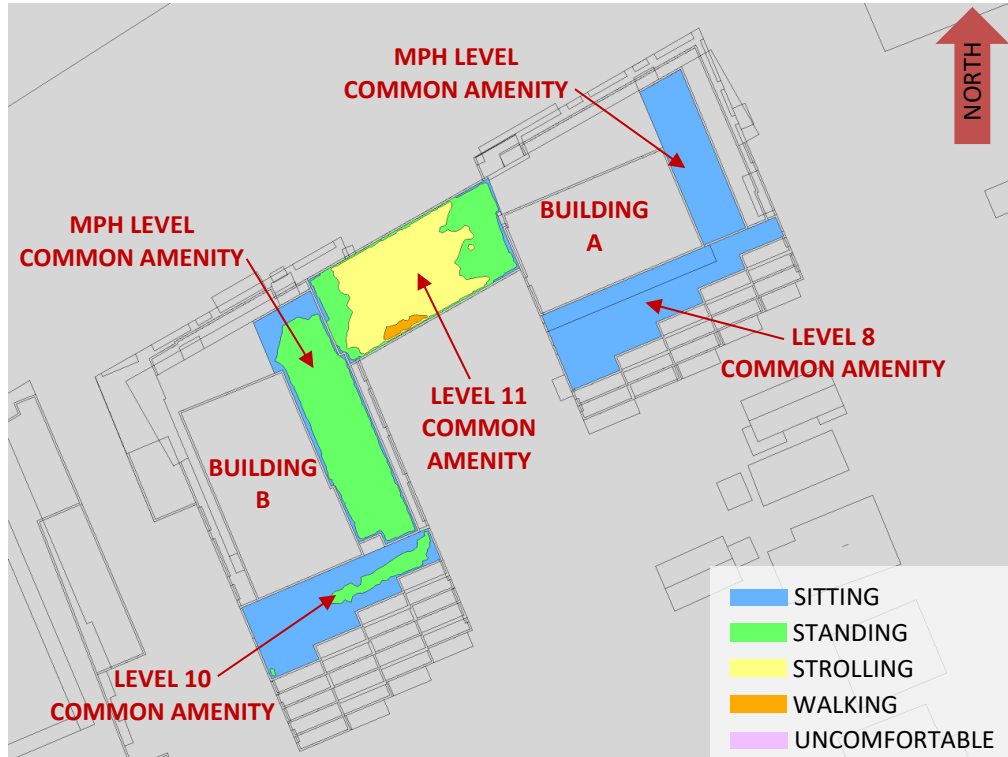 MPH LEVEL
COMMON AMENITY
NORTH
MPH LEVEL
COMMON AMENITY
BUILDING
A
LEVEL 8
COMMON AMENITY
LEVEL 11
COMMON
AMENITY
BUILDING
B
LEVEL 10
COMMON AMENITY
SITTING
STANDING
STROLLING
WALKING
UNCOMFORTABLE